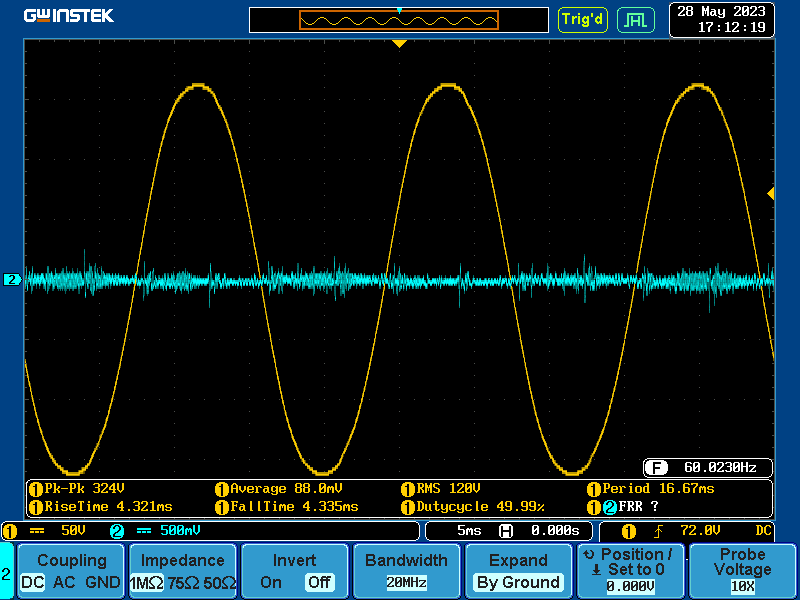 GWINSTEK Trig'd 28 May 2023
17:12:19
2
F 60.0230Hz
1 Pk-Pk 324V 1 Average 88.0mV 1 RMS 120V 1 Period 16.67ms
1 RiseTime 4.321ms 1 FallTime 4.335ms 1 Dutycycle 49.99% 1 2 FRR ?
1 50V 2 500mV 5ms H 0.000s 1 72.0V DC
2
Coupling
DC AC GND
Impedance
1MΩ 75Ω 50Ω
Invert
On Off
Bandwidth
20MHz
Expand
By Ground
Position /
Set to 0
0.000V
Probe
Voltage
10X